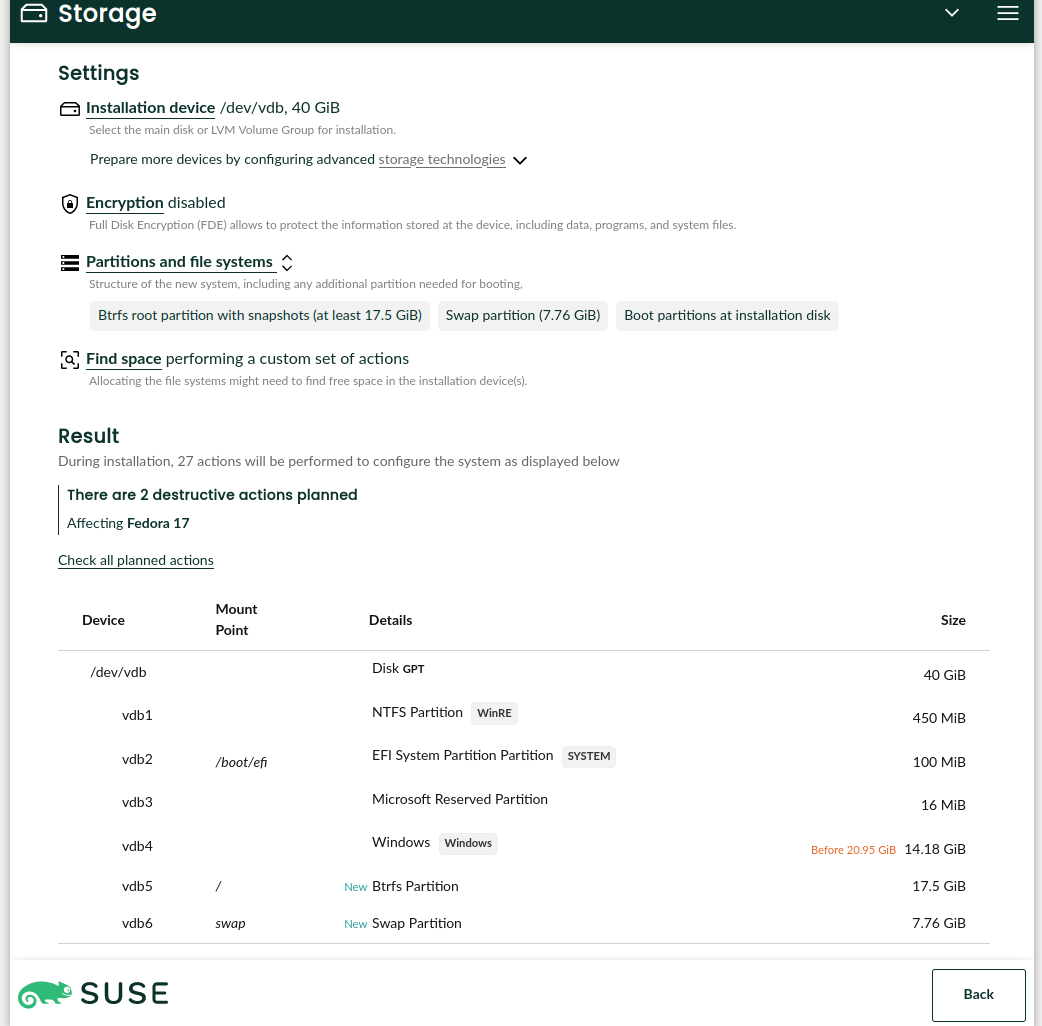 Storage
Settings
Installation device /dev/vdb, 40 GiB
Select the main disk or LVM Volume Group for installation.
Prepare more devices by configuring advanced storage technologies
Encryption disabled
Full Disk Encryption (FDE) allows to protect the information stored at the device, including data, programs, and system files.
Partitions and file systems
Structure of the new system, including any additional partition needed for booting,
Btrfs root partition with snapshots (at least 17.5 GiB) Swap partition (7.76 GiB) Boot partitions at installation disk
Find space performing a custom set of actions
Allocating the file systems might need to find free space in the installation device(s).
Result
During installation, 27 actions will be performed to configure the system as displayed below
There are 2 destructive actions planned
Affecting Fedora 17
Check all planned actions
Device Mount Point Details Size
/dev/vdb Disk GPT 40 GiB
vdb1 NTFS Partition WinRE 450 MiB
vdb2 /boot/efi EFI System Partition Partition SYSTEM 100 MiB
vdb3 Microsoft Reserved Partition 16 MiB
vdb4 Windows Windows Before 20.95 GiB 14.18 GiB
vdb5 / New Btrfs Partition 17.5 GiB
vdb6 swap New Swap Partition 7.76 GiB
SUSE Back